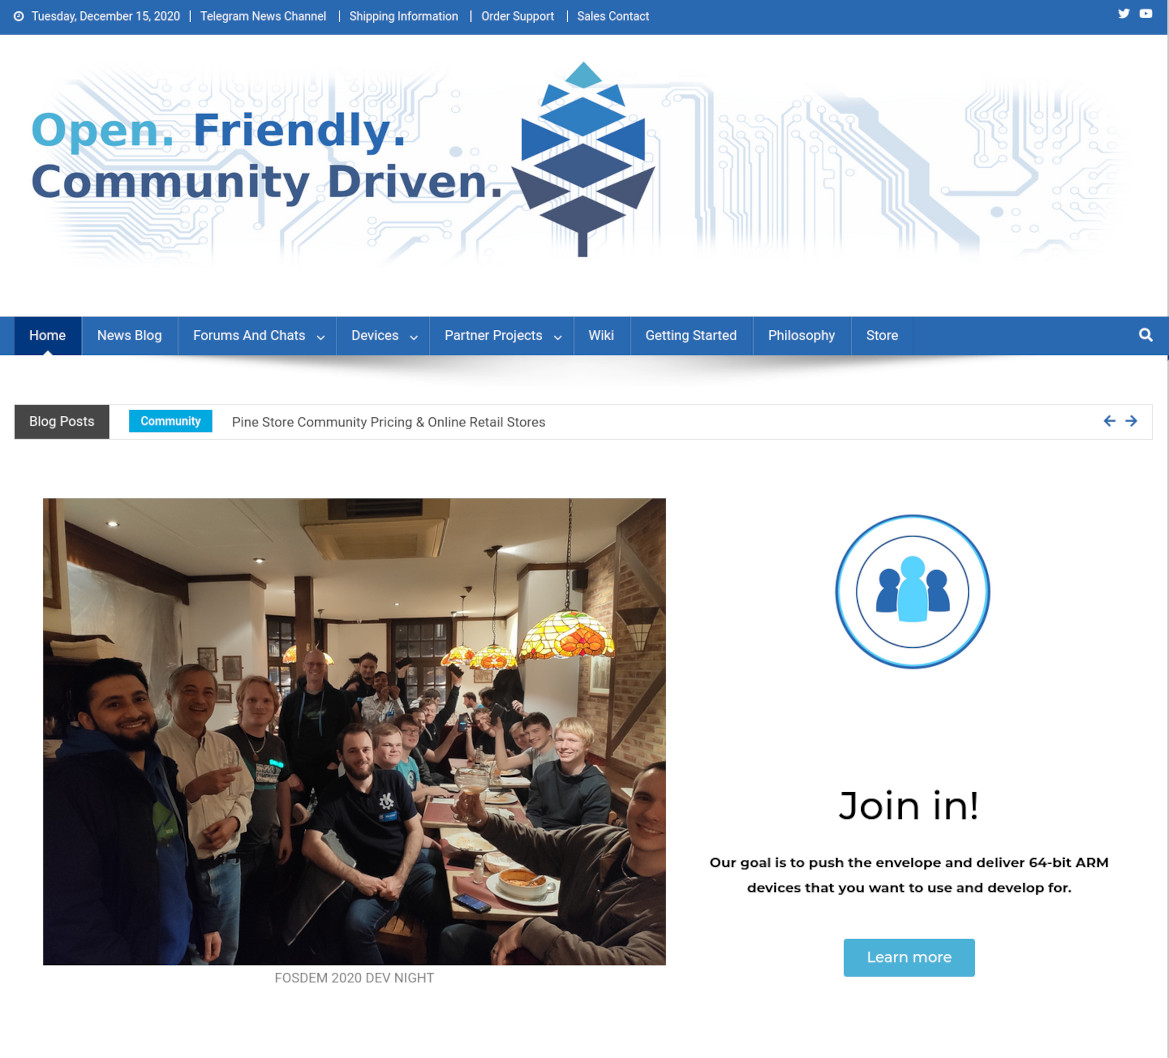 Tuesday, December 15, 2020 | Telegram News Channel | Shipping Information | Order Support | Sales Contact
Open. Friendly.
Community Driven.
Home News Blog Forums And Chats Devices Partner Projects Wiki Getting Started Philosophy Store
Blog Posts Community Pine Store Community Pricing & Online Retail Stores
Join in!
Our goal is to push the envelope and deliver 64-bit ARM
devices that you want to use and develop for.
Learn more
FOSDEM 2020 DEV NIGHT